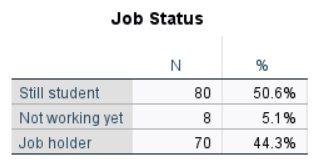 Job Status
N %
Still student 80 50.6%
Not working yet 8 5.1%
Job holder 70 44.3%